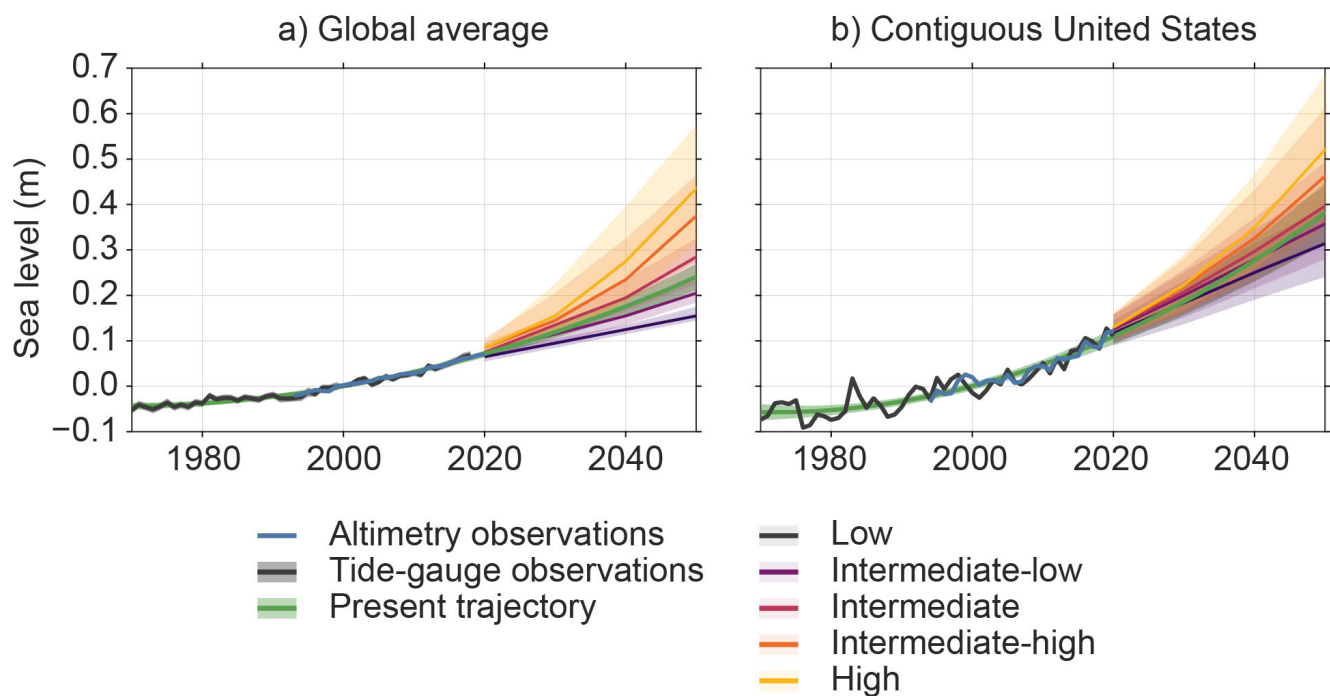 a) Global average
b) Contiguous United States
Sea level (m)
0.7
0.6
0.5
0.4
0.3
0.2
0.1
0.0
−0.1
1980 2000 2020 2040
1980 2000 2020 2040
Altimetry observations
Tide-gauge observations
Present trajectory
Low
Intermediate-low
Intermediate
Intermediate-high
High